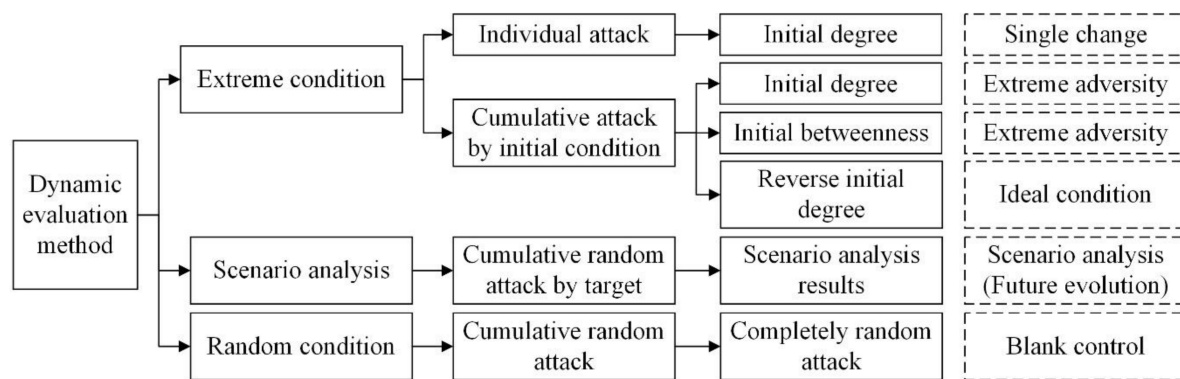 Individual attack
Initial degree
Single change
Extreme condition
Initial degree
Extreme adversity
Cumulative attack
by initial condition
Initial betweenness
Extreme adversity
Dynamic
evaluation
method
Reverse initial
degree
Ideal condition
Scenario analysis
Cumulative random
attack by target
Scenario analysis
results
Scenario analysis
(Future evolution)
Random condition
Cumulative random
attack
Completely random
attack
Blank control